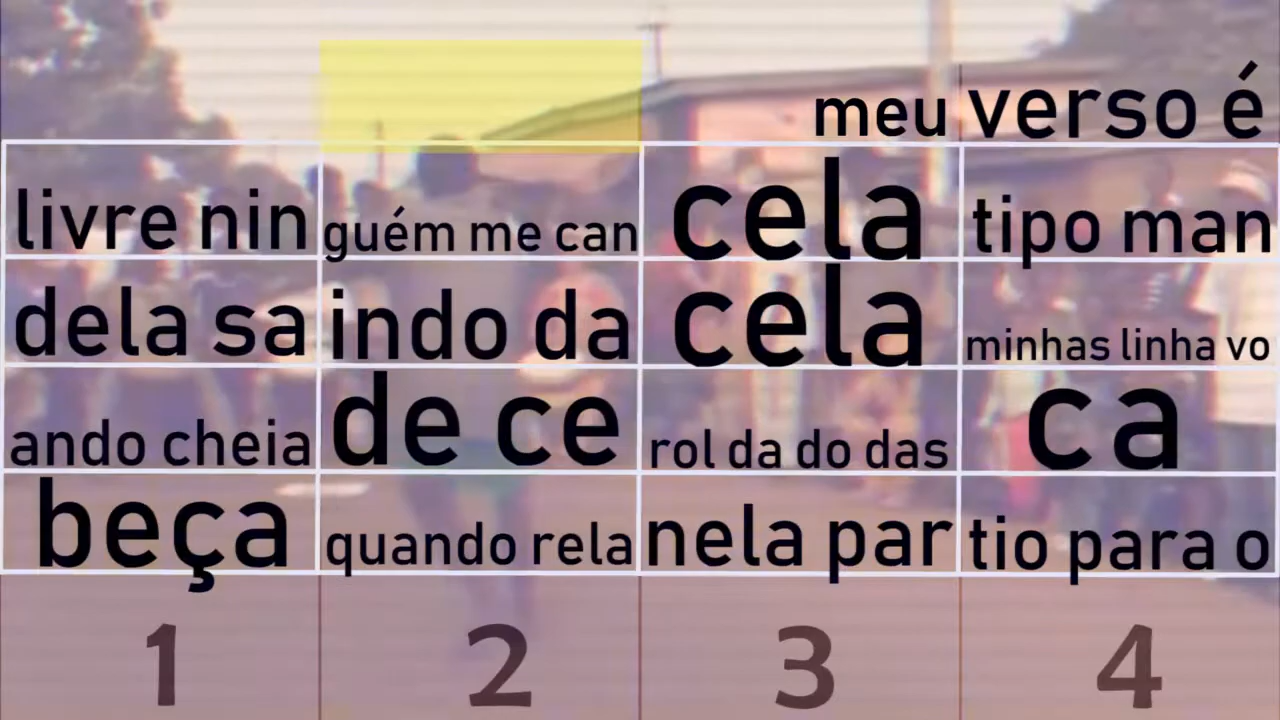 meu verso é
livre nin guém me can cela tipo man
dela sa indo da cela minhas linha vo
ando cheia de ce rol da do das ca
beça quando rela nela par tio para o
1 2 3 4